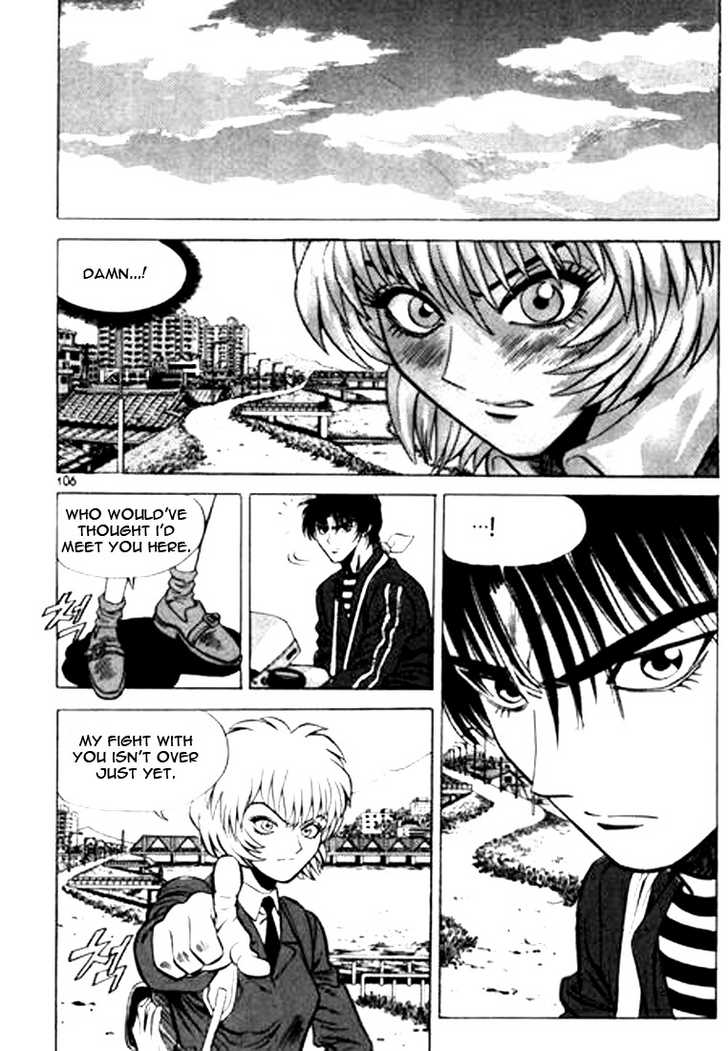 DAMN...!
106
WHO WOULD'VE
THOUGHT I'D
MEET YOU HERE.
...!
MY FIGHT WITH
YOU ISN'T OVER
JUST YET.